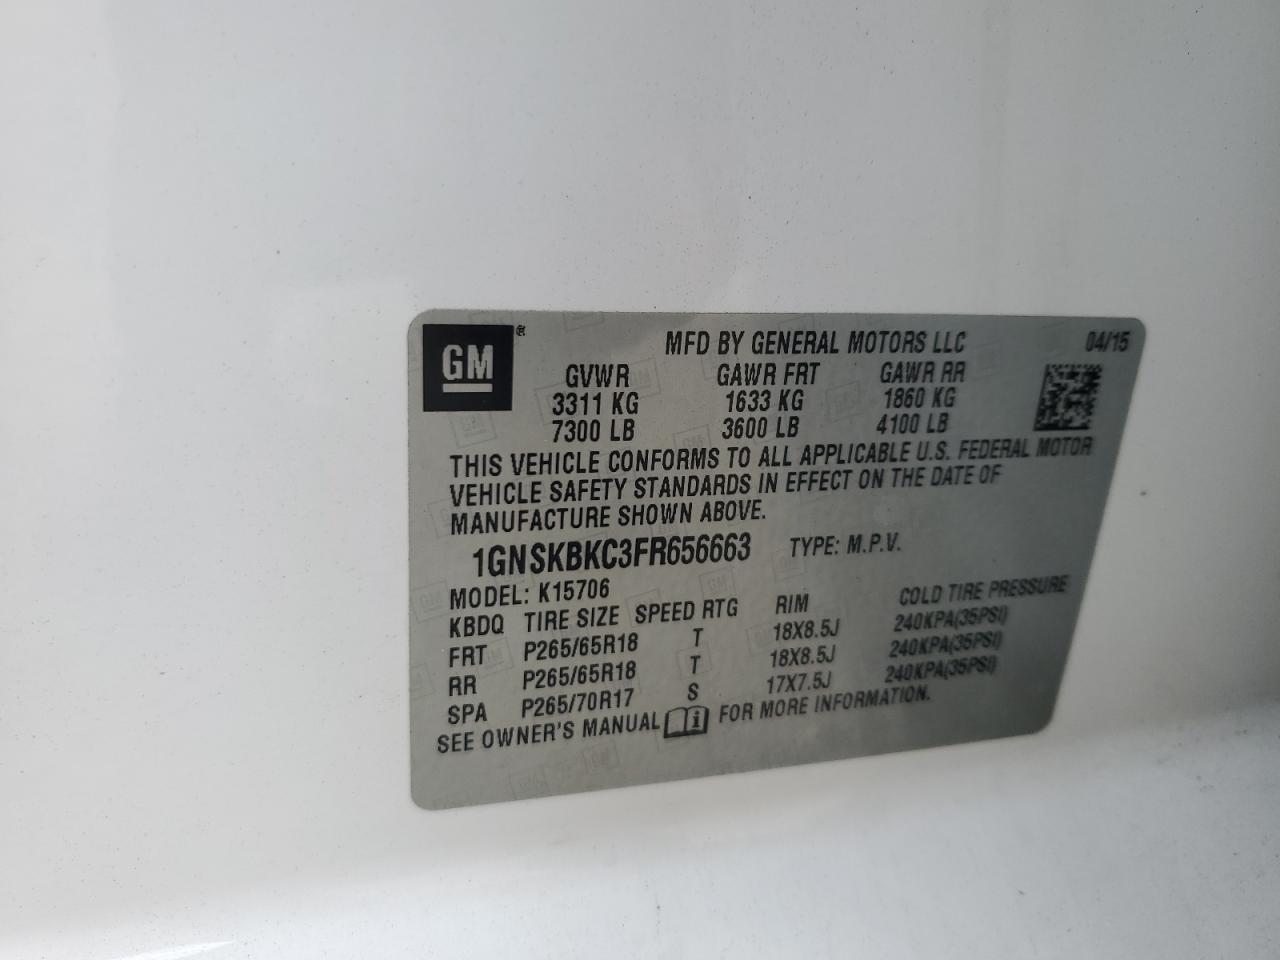 GM ® MFD BY GENERAL MOTORS LLC 04/15
GVWR GAWR FRT GAWR RR
3311 KG 1633 KG 1860 KG
7300 LB 3600 LB 4100 LB
THIS VEHICLE CONFORMS TO ALL APPLICABLE U.S. FEDERAL MOTOR
VEHICLE SAFETY STANDARDS IN EFFECT ON THE DATE OF
MANUFACTURE SHOWN ABOVE.
1GNSKBKC3FR656663 TYPE: M.P.V.
MODEL: K15706
KBDQ TIRE SIZE SPEED RTG RIM COLD TIRE PRESSURE
FRT P265/65R18 T 18X8.5J 240KPA(35PSI)
RR P265/65R18 T 18X8.5J 240KPA(35PSI)
SPA P265/70R17 S 17X7.5J 240KPA(35PSI)
SEE OWNER'S MANUAL i FOR MORE INFORMATION.